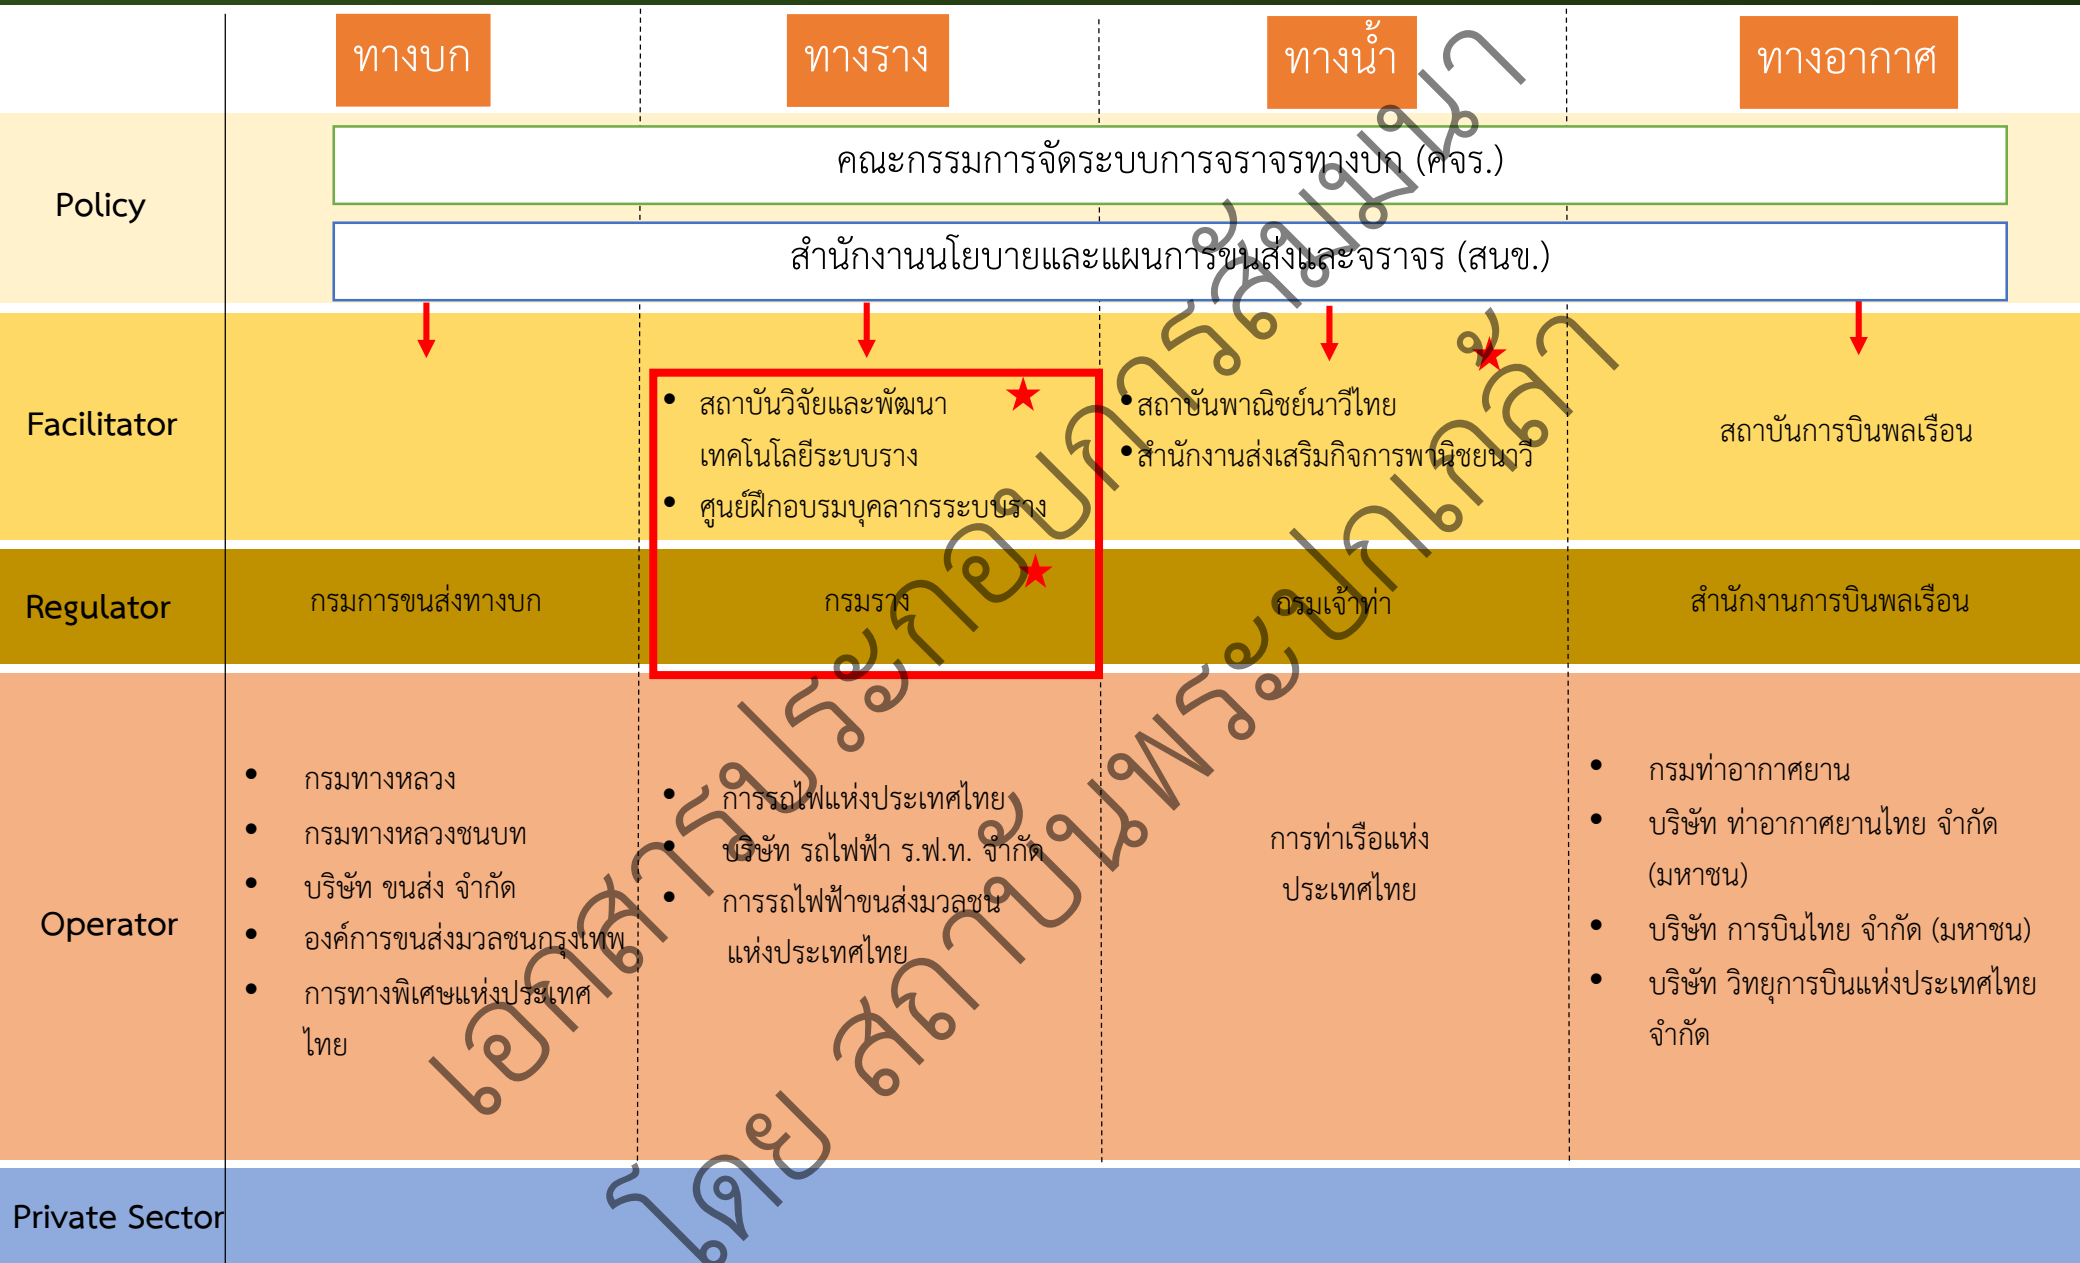 ทางบก
ทางราง
ทางน้ำ
ทางอากาศ
Policy
คณะกรรมการจัดระบบการจราจรทางบก (คจร.)
สำนักงานนโยบายและแผนการขนส่งและจราจร (สนข.)
Facilitator
• สถาบันวิจัยและพัฒนา
เทคโนโลยีระบบราง
• ศูนย์ฝึกอบรมบุคลากรระบบราง
• สถาบันพาณิชย์นาวีไทย
• สำนักงานส่งเสริมกิจการพานิชยนาวี
สถาบันการบินพลเรือน
Regulator
กรมการขนส่งทางบก
กรมราง
กรมเจ้าท่า
สำนักงานการบินพลเรือน
Operator
• กรมทางหลวง
• กรมทางหลวงชนบท
• บริษัท ขนส่ง จำกัด
• องค์การขนส่งมวลชนกรุงเทพ
• การทางพิเศษแห่งประเทศ
ไทย
• การรถไฟแห่งประเทศไทย
• บริษัท รถไฟฟ้า ร.ฟ.ท. จำกัด
• การรถไฟฟ้าขนส่งมวลชน
แห่งประเทศไทย
การท่าเรือแห่ง
ประเทศไทย
• กรมท่าอากาศยาน
• บริษัท ท่าอากาศยานไทย จำกัด
(มหาชน)
• บริษัท การบินไทย จำกัด (มหาชน)
• บริษัท วิทยุการบินแห่งประเทศไทย
จำกัด
Private Sector
เอกสารประกอบการสัมมนา
โดย สถาบันพระปกเกล้า